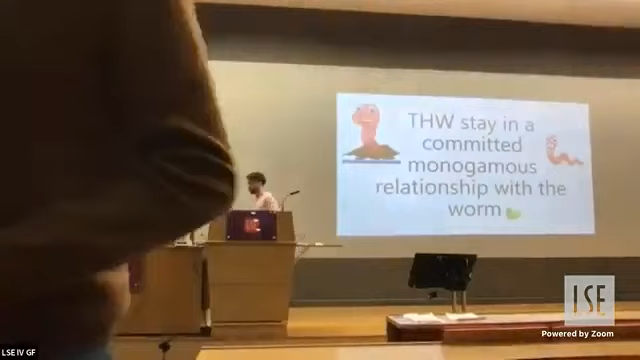 THW stay in a
committed
monogamous
relationship with the
worm
LSE
Powered by Zoom
LSE IV GF